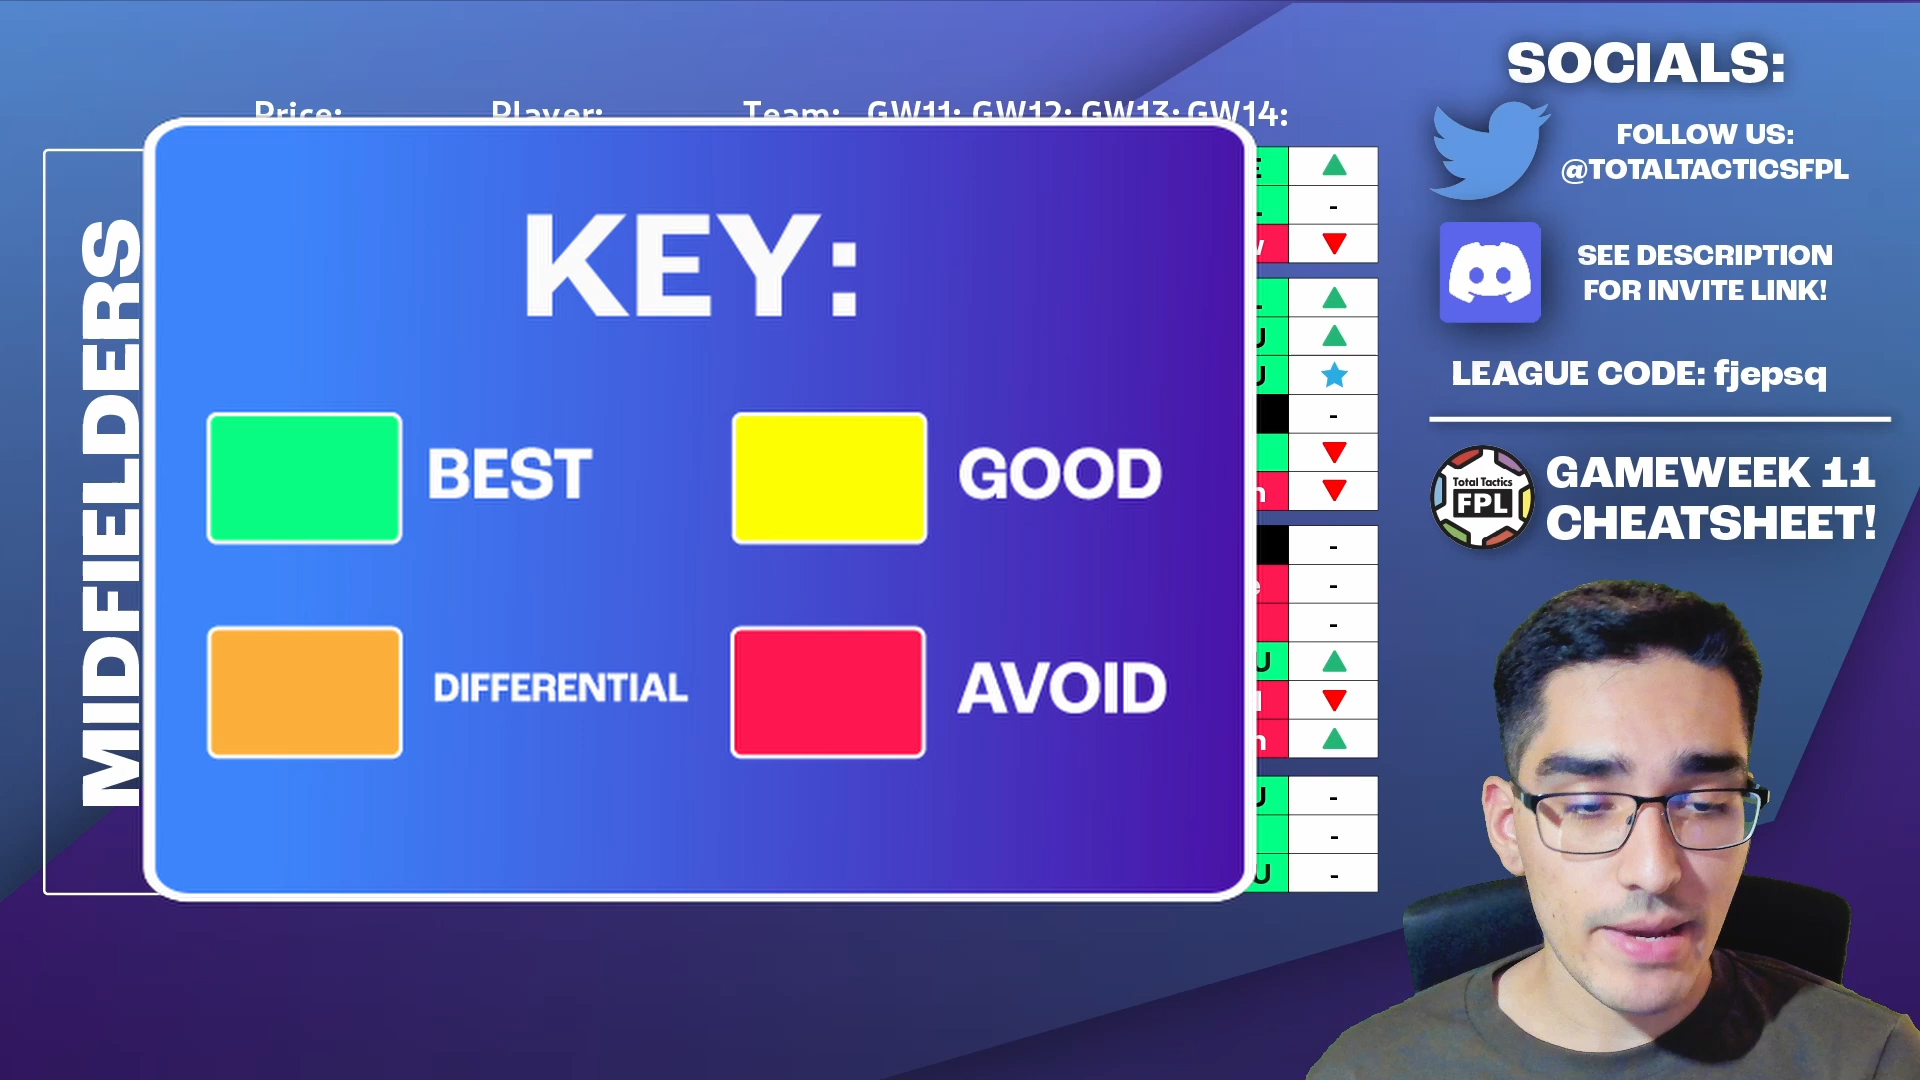 Price: Player: Team: GW11: GW12: GW13: GW14:
MIDFIELDERS
KEY:
BEST
GOOD
DIFFERENTIAL
AVOID
SOCIALS:
FOLLOW US:
@TOTALTACTICSFPL
SEE DESCRIPTION
FOR INVITE LINK!
LEAGUE CODE: fjepsq
Total Tactics
FPL
GAMEWEEK 11
CHEATSHEET!